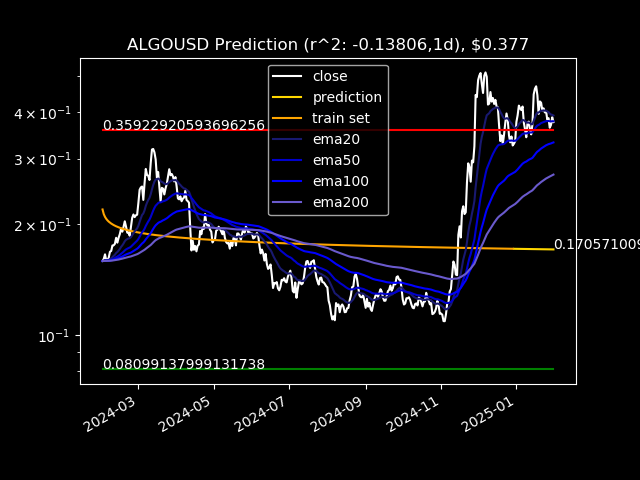 ALGOUSD Prediction (r^2: -0.13806,1d), $0.377
close
prediction
train set
ema20
ema50
ema100
ema200
4 × 10⁻¹
3 × 10⁻¹
2 × 10⁻¹
10⁻¹
0.35922920593696256
0.170571009
0.08099137999131738
2024-03
2024-05
2024-07
2024-09
2024-11
2025-01